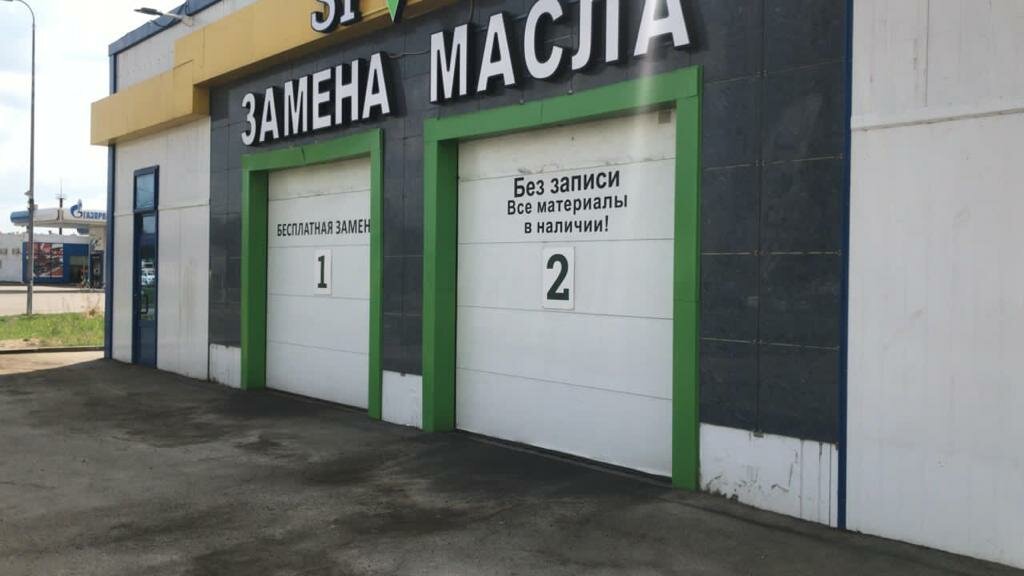 ЗАМЕНА МАСЛА
БЕСПЛАТНАЯ ЗАМЕН
1
Без записи
Все материалы
в наличии!
2